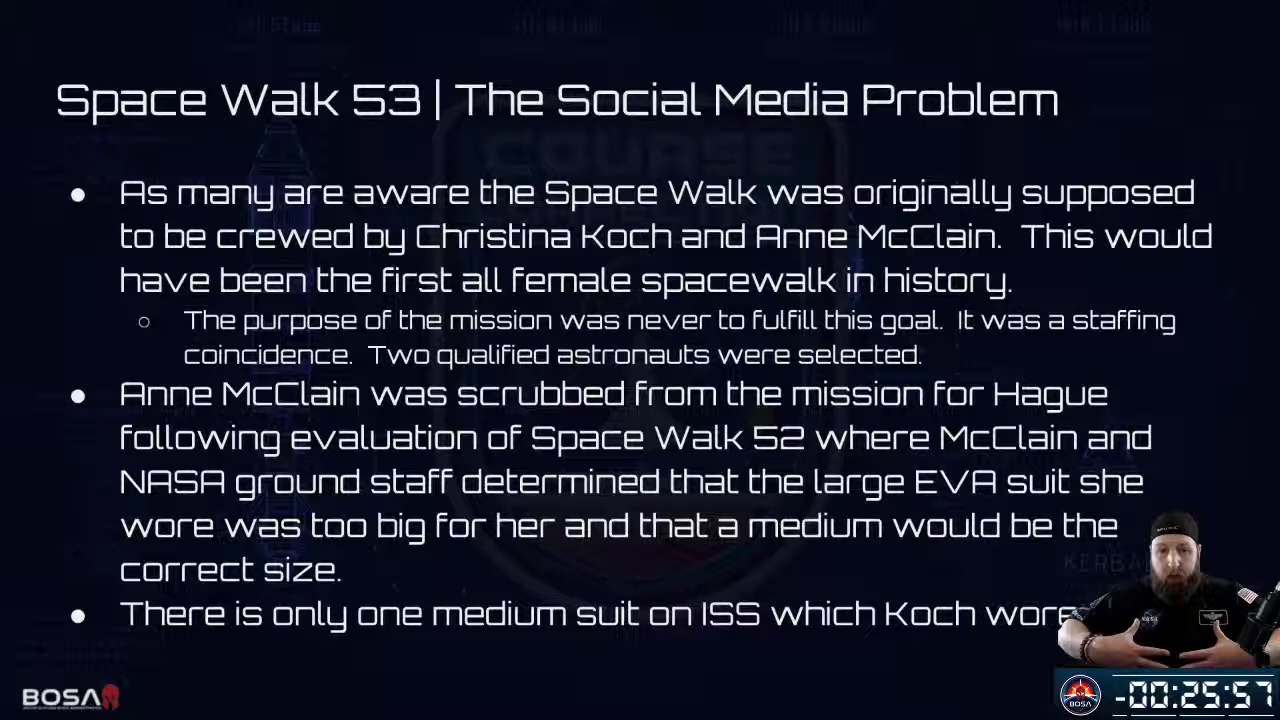 Space Walk 53 | The Social Media Problem
● As many are aware the Space Walk was originally supposed
to be crewed by Christina Koch and Anne McClain. This would
have been the first all female spacewalk in history.
○ The purpose of the mission was never to fulfill this goal. It was a staffing
coincidence. Two qualified astronauts were selected.
● Anne McClain was scrubbed from the mission for Hague
following evaluation of Space Walk 52 where McClain and
NASA ground staff determined that the large EVA suit she
wore was too big for her and that a medium would be the
correct size.
● There is only one medium suit on ISS which Koch wore
COURSE
KERBA
NASA
BOSA
BOSA
-00:25:57